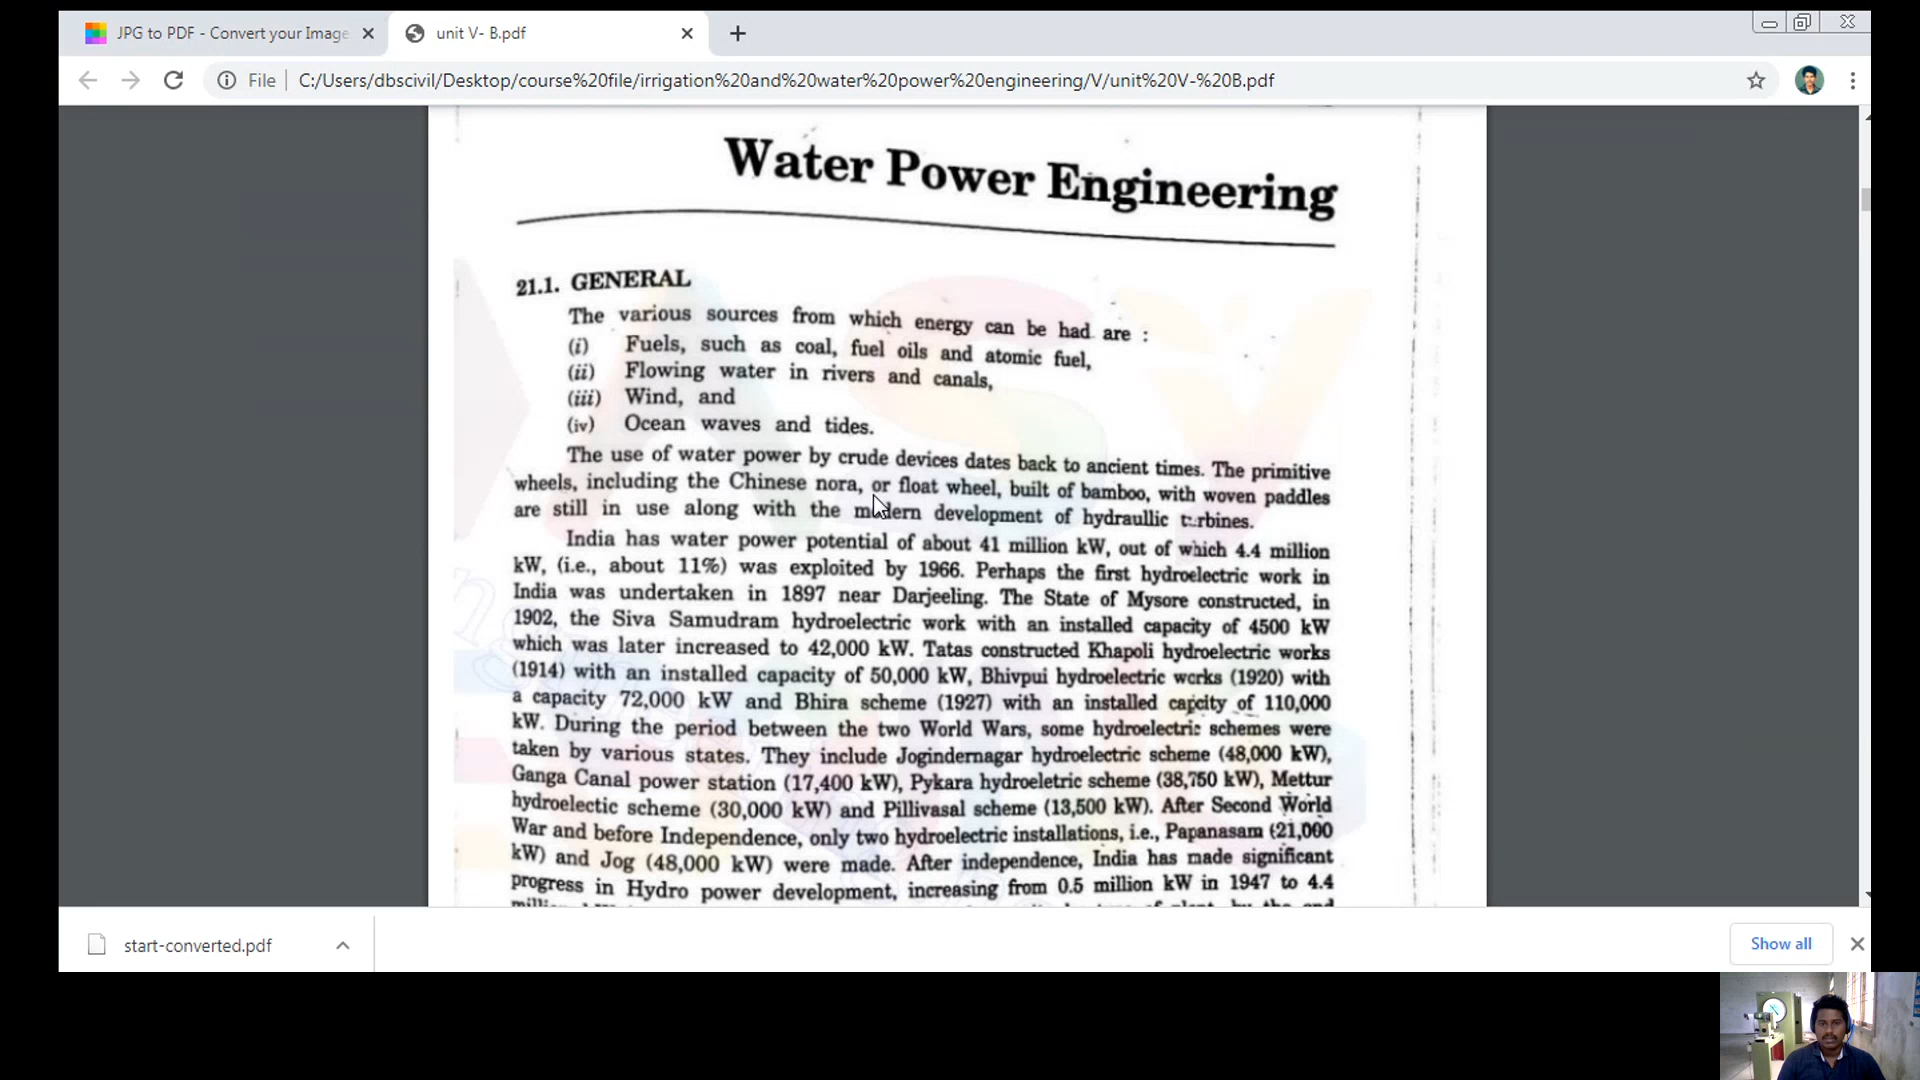 JPG to PDF - Convert your Image
unit V- B.pdf
File
C:/Users/dbscivil/Desktop/course%20file/irrigation%20and%20water%20power%20engineering/V/unit%20V-%20B.pdf
Water Power Engineering
21.1. GENERAL
The various sources from which energy can be had are :
(i) Fuels, such as coal, fuel oils and atomic fuel,
(ii) Flowing water in rivers and canals,
(iii) Wind, and
(iv) Ocean waves and tides.
The use of water power by crude devices dates back to ancient times. The primitive
wheels, including the Chinese nora, or float wheel, built of bamboo, with woven paddles
are still in use along with the modern development of hydraullic turbines.
India has water power potential of about 41 million kW, out of which 4.4 million
kW, (i.e., about 11%) was exploited by 1966. Perhaps the first hydroelectric work in
India was undertaken in 1897 near Darjeeling. The State of Mysore constructed, in
1902, the Siva Samudram hydroelectric work with an installed capacity of 4500 kW
which was later increased to 42,000 kW. Tatas constructed Khapoli hydroelectric works
(1914) with an installed capacity of 50,000 kW, Bhivpui hydroelectric works (1920) with
a capacity 72,000 kW and Bhira scheme (1927) with an installed capcity of 110,000
kW. During the period between the two World Wars, some hydroelectric schemes were
taken by various states. They include Jogindernagar hydroelectric scheme (48,000 kW),
Ganga Canal power station (17,400 kW), Pykara hydroeletric scheme (38,750 kW), Mettur
hydroelectic scheme (30,000 kW) and Pillivasal scheme (13,500 kW). After Second World
War and before Independence, only two hydroelectric installations, i.e., Papanasam (21,000
kW) and Jog (48,000 kW) were made. After independence, India has made significant
progress in Hydro power development, increasing from 0.5 million kW in 1947 to 4.4
start-converted.pdf
Show all